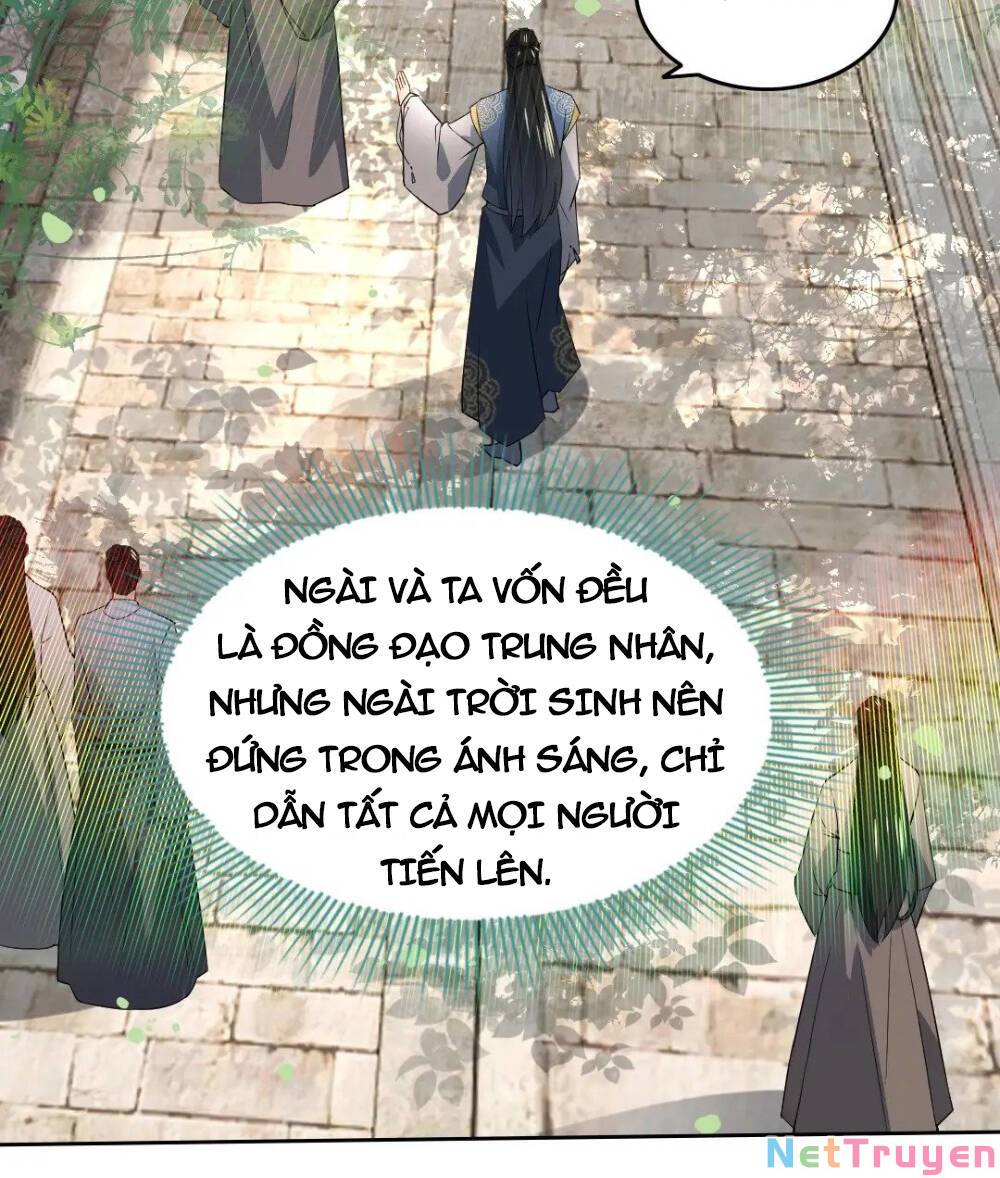 NGÀI VÀ TA VỐN ĐỀU
LÀ ĐỒNG ĐẠO TRUNG NHÂN,
NHƯNG NGÀI TRỜI SINH NÊN
ĐỨNG TRONG ÁNH SÁNG, CHỈ
DẪN TẤT CẢ MỌI NGƯỜI
TIẾN LÊN.
NetTruyen